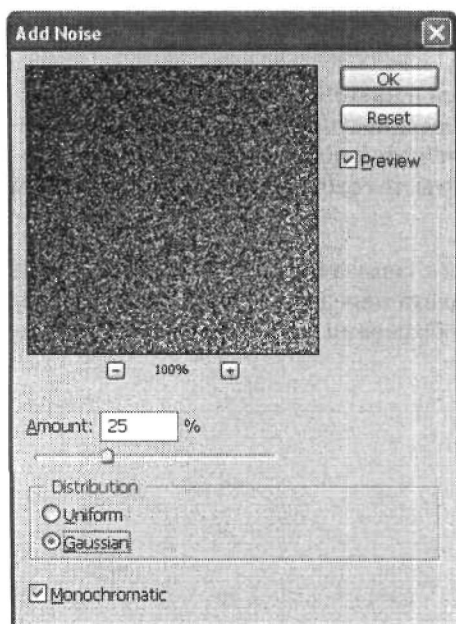 Add Noise
OK
Reset
Preview
100%
Amount: 25 %
Distribution
Uniform
Gaussian
Monochromatic